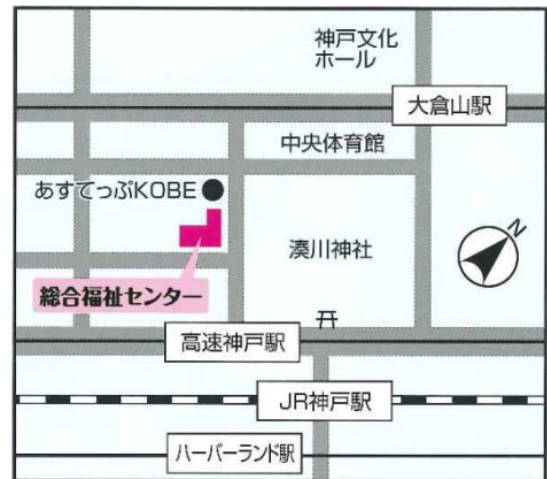 神戸文化
ホール
大倉山駅
中央体育館
あすてっぷKOBE
湊川神社
N
総合福祉センター
高速神戸駅
JR神戸駅
ハーバーランド駅